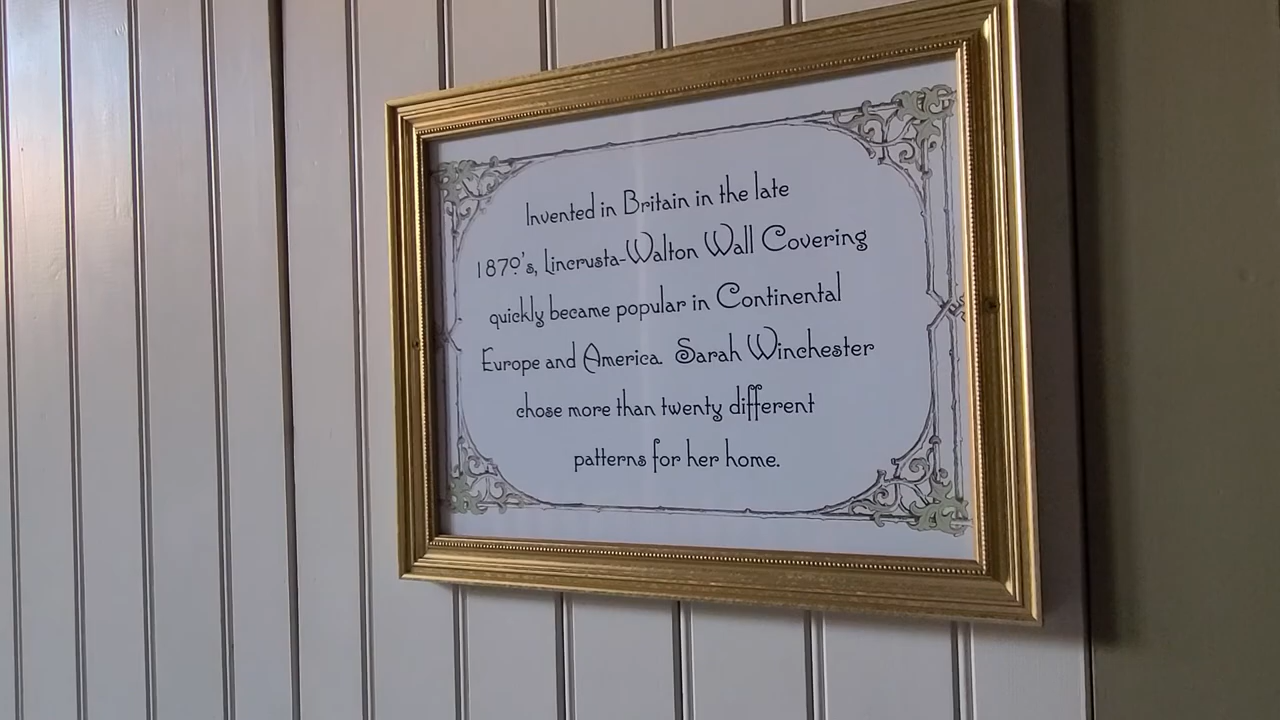 Invented in Britain in the late
1870's, Lincrusta-Walton Wall Covering
quickly became popular in Continental
Europe and America. Sarah Winchester
chose more than twenty different
patterns for her home.